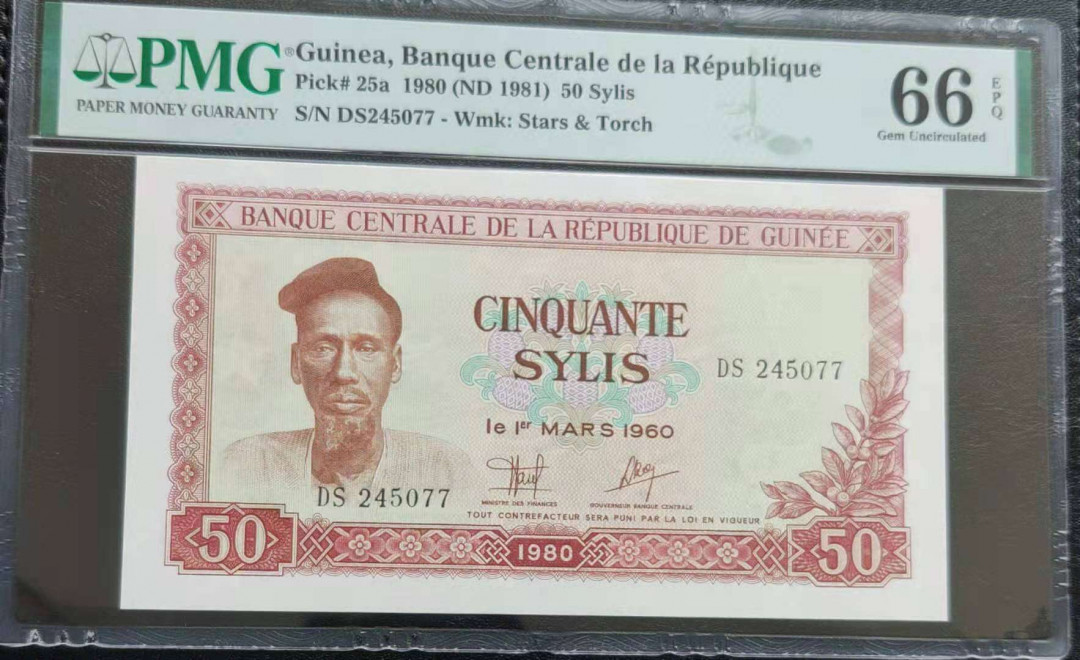 PMG® Guinea, Banque Centrale de la République
PAPER MONEY GUARANTY
Pick# 25a 1980 (ND 1981) 50 Sylis
S/N DS245077 - Wmk: Stars & Torch
66 EPQ
Gem Uncirculated
BANQUE CENTRALE DE LA RÉPUBLIQUE DE GUINÉE
CINQUANTE
SYLIS
DS 245077
le 1er MARS 1960
DS 245077
MINISTRE DES FINANCES
GOUVERNEUR BANQUE CENTRALE
TOUT CONTREFACTEUR SERA PUNI PAR LA LOI EN VIGUEUR
50
1980
50